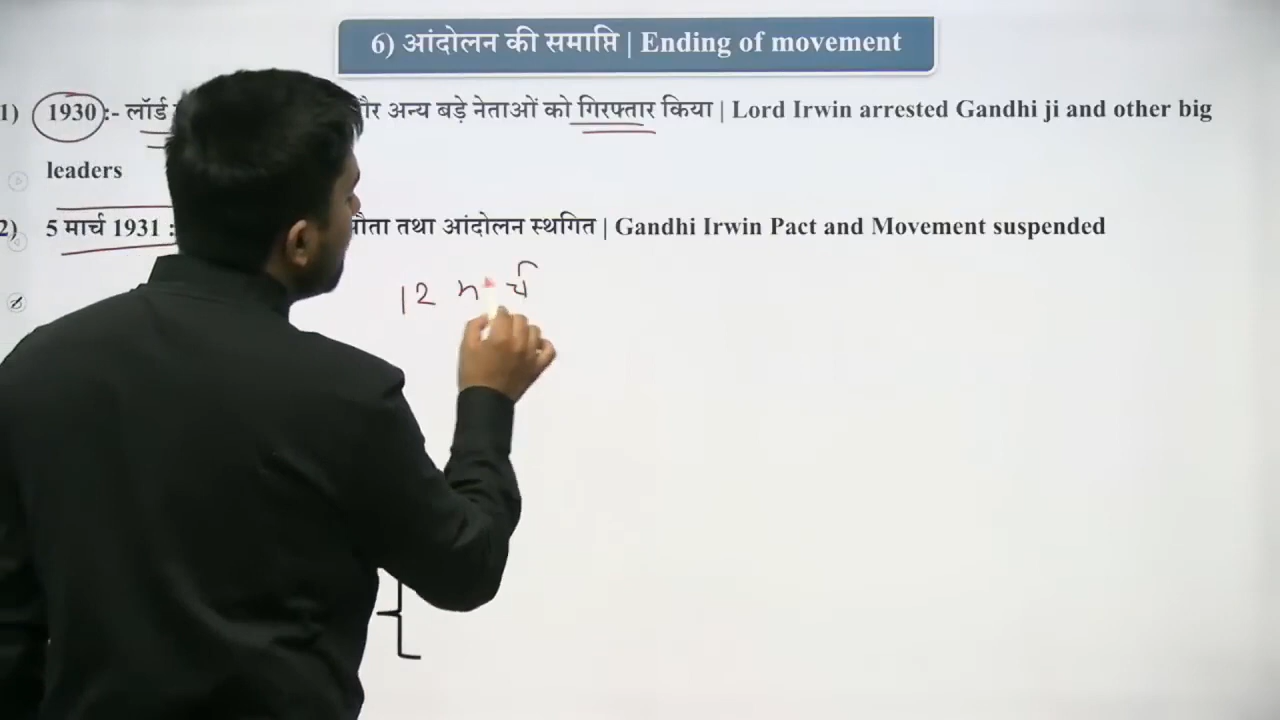 6) आंदोलन की समाप्ति | Ending of movement
1) 1930 :- लॉर्ड और अन्य बड़े नेताओं को गिरफ्तार किया | Lord Irwin arrested Gandhi ji and other big
leaders
2) 5 मार्च 1931 : तथा आंदोलन स्थगित | Gandhi Irwin Pact and Movement suspended
12